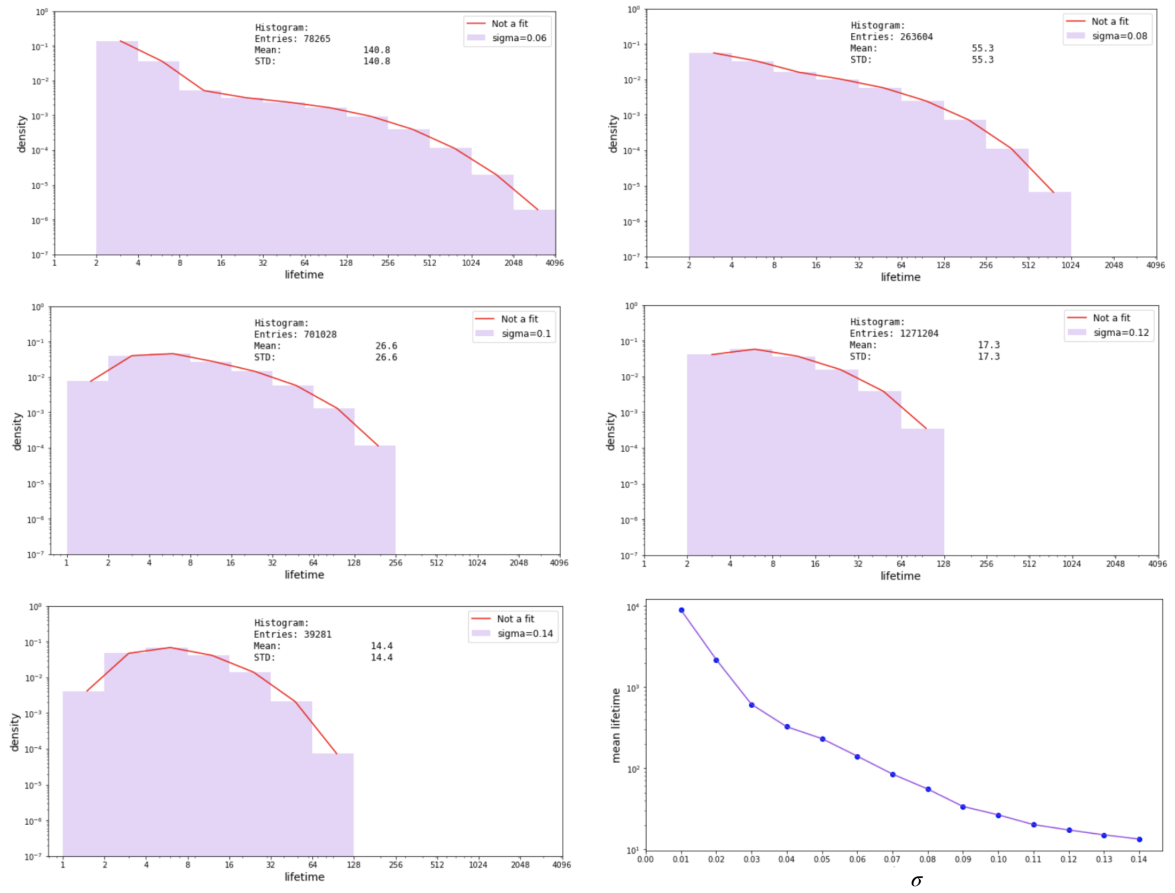 10⁰
10⁻¹
10⁻²
10⁻³
10⁻⁴
10⁻⁵
10⁻⁶
10⁻⁷
density
Histogram:
Entries: 78265
Mean: 140.8
STD: 140.8
Not a fit
sigma=0.06
1 2 4 8 16 32 64 128 256 512 1024 2048 4096
lifetime
10⁰
10⁻¹
10⁻²
10⁻³
10⁻⁴
10⁻⁵
10⁻⁶
10⁻⁷
density
Histogram:
Entries: 263604
Mean: 55.3
STD: 55.3
Not a fit
sigma=0.08
1 2 4 8 16 32 64 128 256 512 1024 2048 4096
lifetime
10⁰
10⁻¹
10⁻²
10⁻³
10⁻⁴
10⁻⁵
10⁻⁶
10⁻⁷
density
Histogram:
Entries: 701028
Mean: 26.6
STD: 26.6
Not a fit
sigma=0.1
1 2 4 8 16 32 64 128 256 512 1024 2048 4096
lifetime
10⁰
10⁻¹
10⁻²
10⁻³
10⁻⁴
10⁻⁵
10⁻⁶
10⁻⁷
density
Histogram:
Entries: 1271204
Mean: 17.3
STD: 17.3
Not a fit
sigma=0.12
1 2 4 8 16 32 64 128 256 512 1024 2048 4096
lifetime
10⁰
10⁻¹
10⁻²
10⁻³
10⁻⁴
10⁻⁵
10⁻⁶
10⁻⁷
density
Histogram:
Entries: 39281
Mean: 14.4
STD: 14.4
Not a fit
sigma=0.14
1 2 4 8 16 32 64 128 256 512 1024 2048 4096
lifetime
10⁴
10³
10²
10¹
mean lifetime
0.00 0.01 0.02 0.03 0.04 0.05 0.06 0.07 0.08 0.09 0.10 0.11 0.12 0.13 0.14
σ